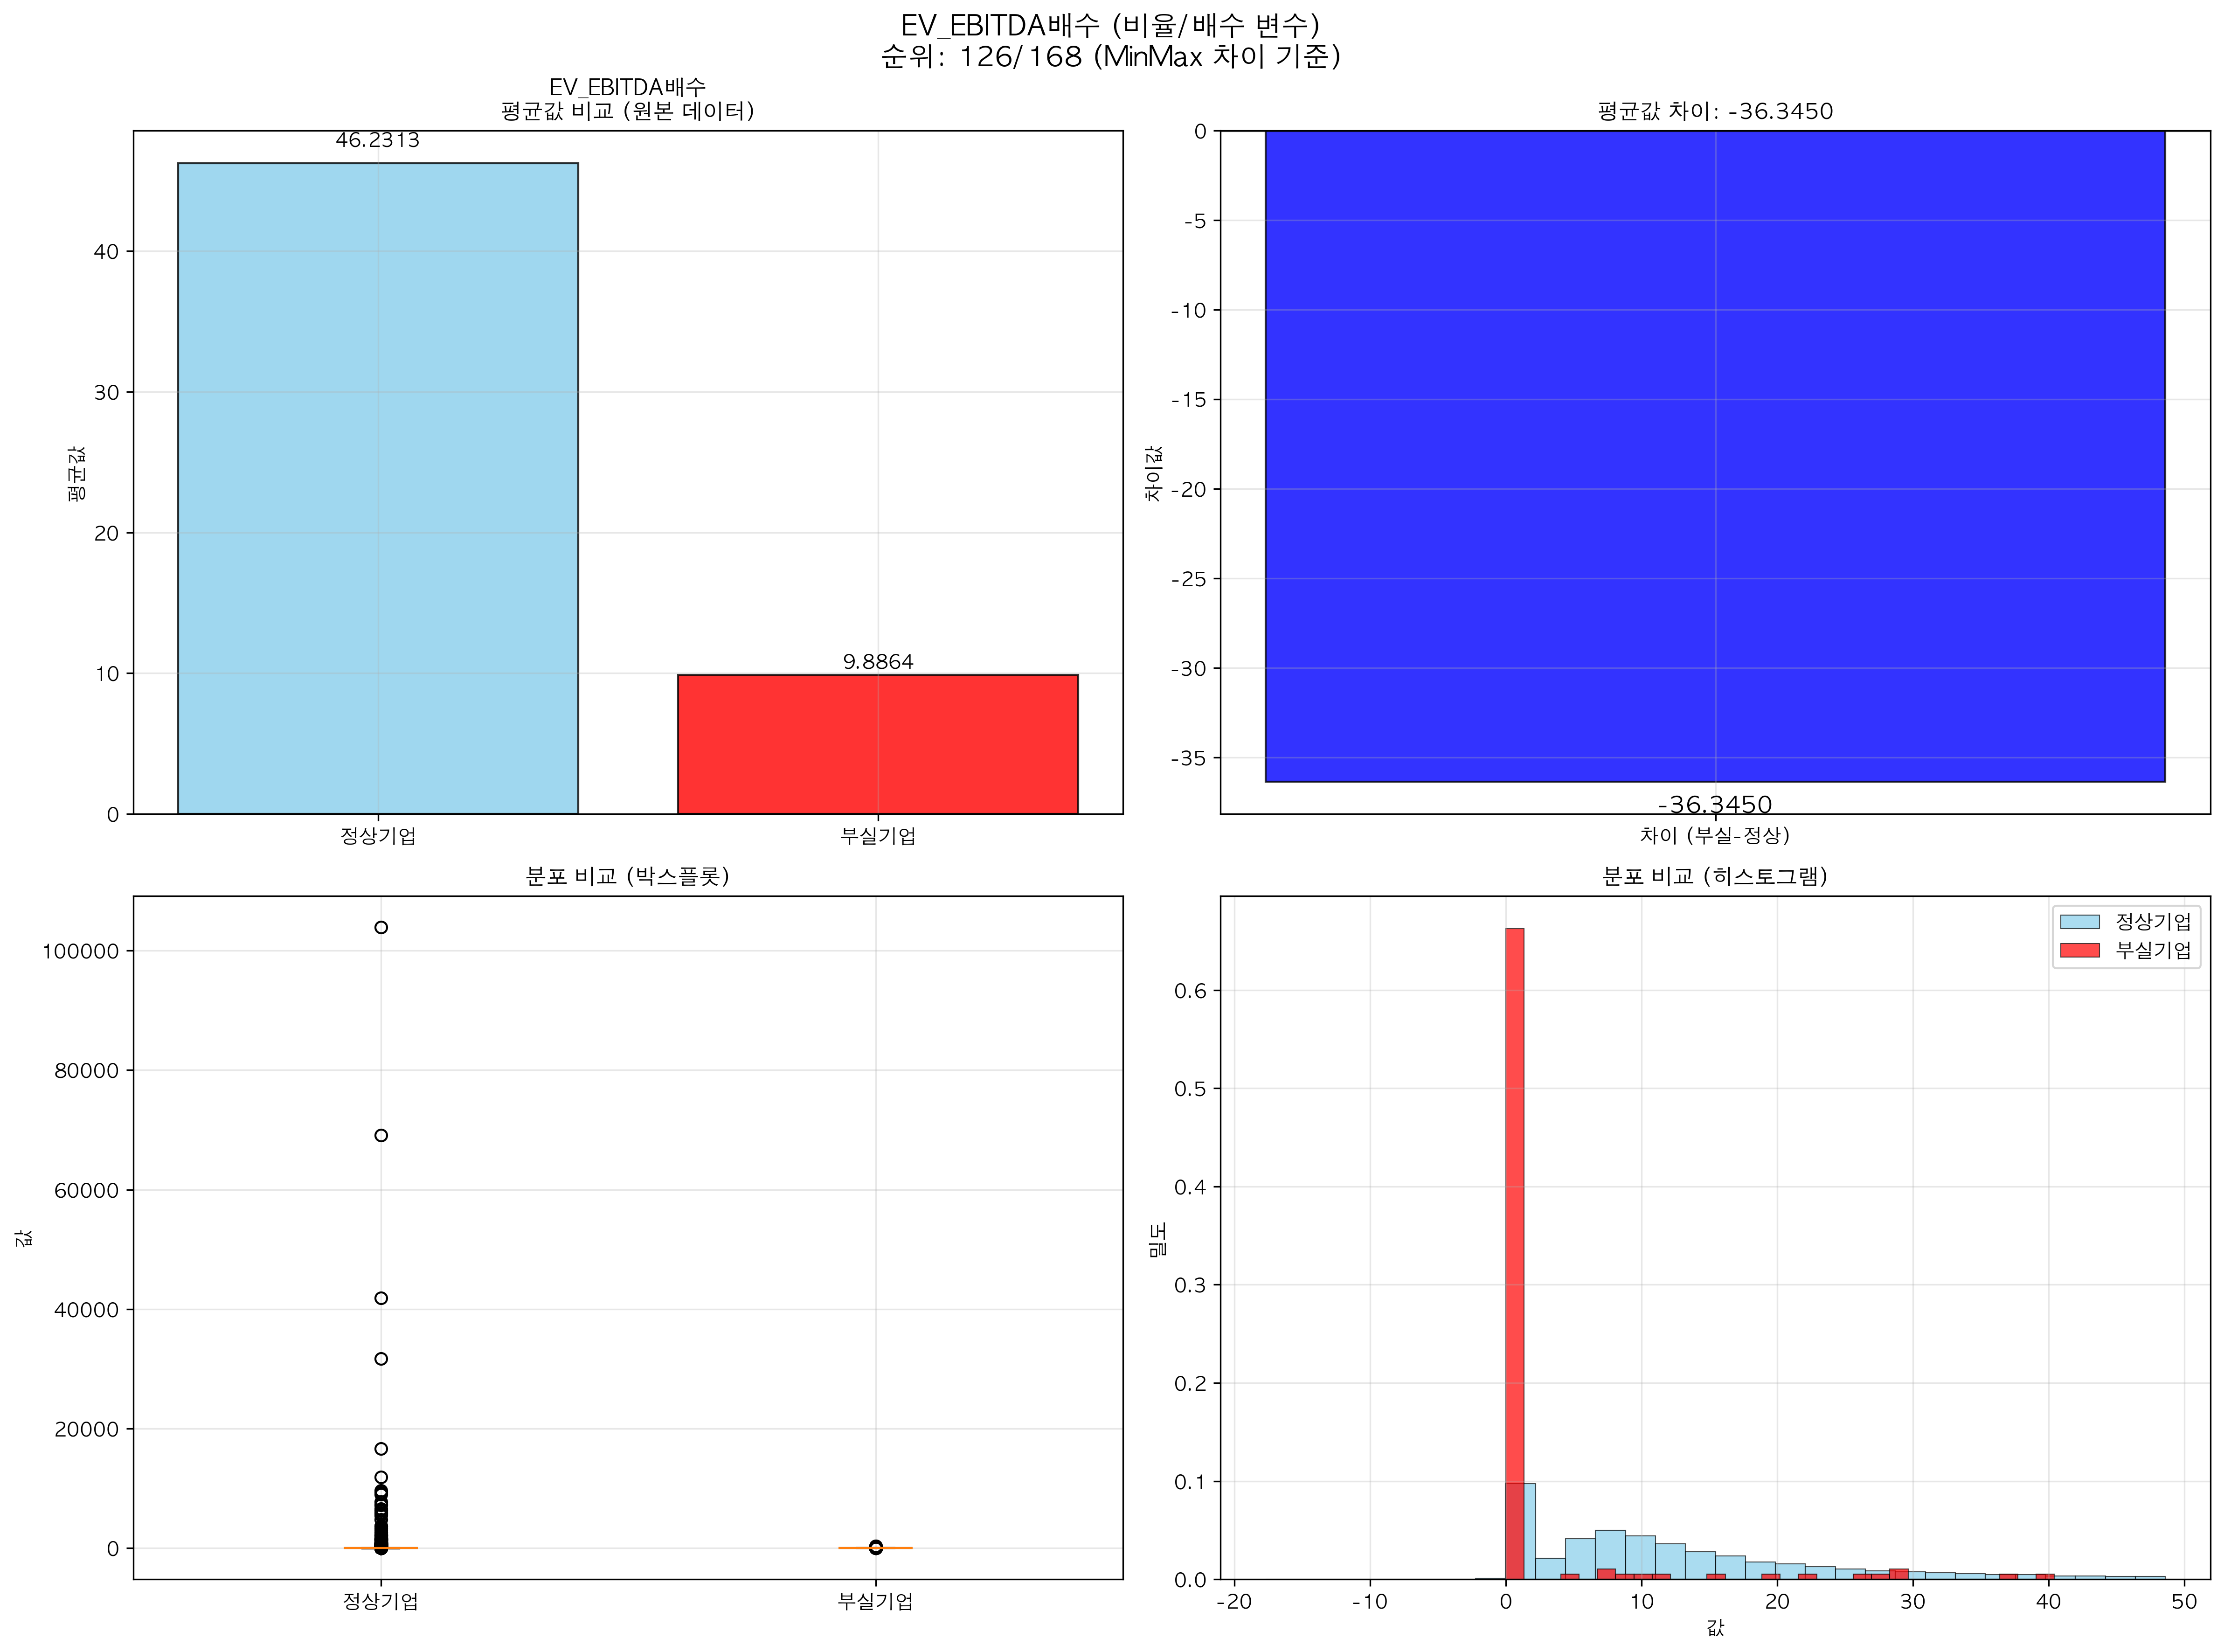 EV_EBITDA배수 (비율/배수 변수)
순위: 126/168 (MinMax 차이 기준)
EV_EBITDA배수
평균값 비교 (원본 데이터)
46.2313
9.8864
평균값
40
30
20
10
0
정상기업
부실기업
평균값 차이: -36.3450
차이값
0
-5
-10
-15
-20
-25
-30
-35
-36.3450
차이 (부실-정상)
분포 비교 (박스플롯)
값
100000
80000
60000
40000
20000
0
정상기업
부실기업
분포 비교 (히스토그램)
정상기업
부실기업
밀도
0.6
0.5
0.4
0.3
0.2
0.1
0.0
-20
-10
0
10
20
30
40
50
값